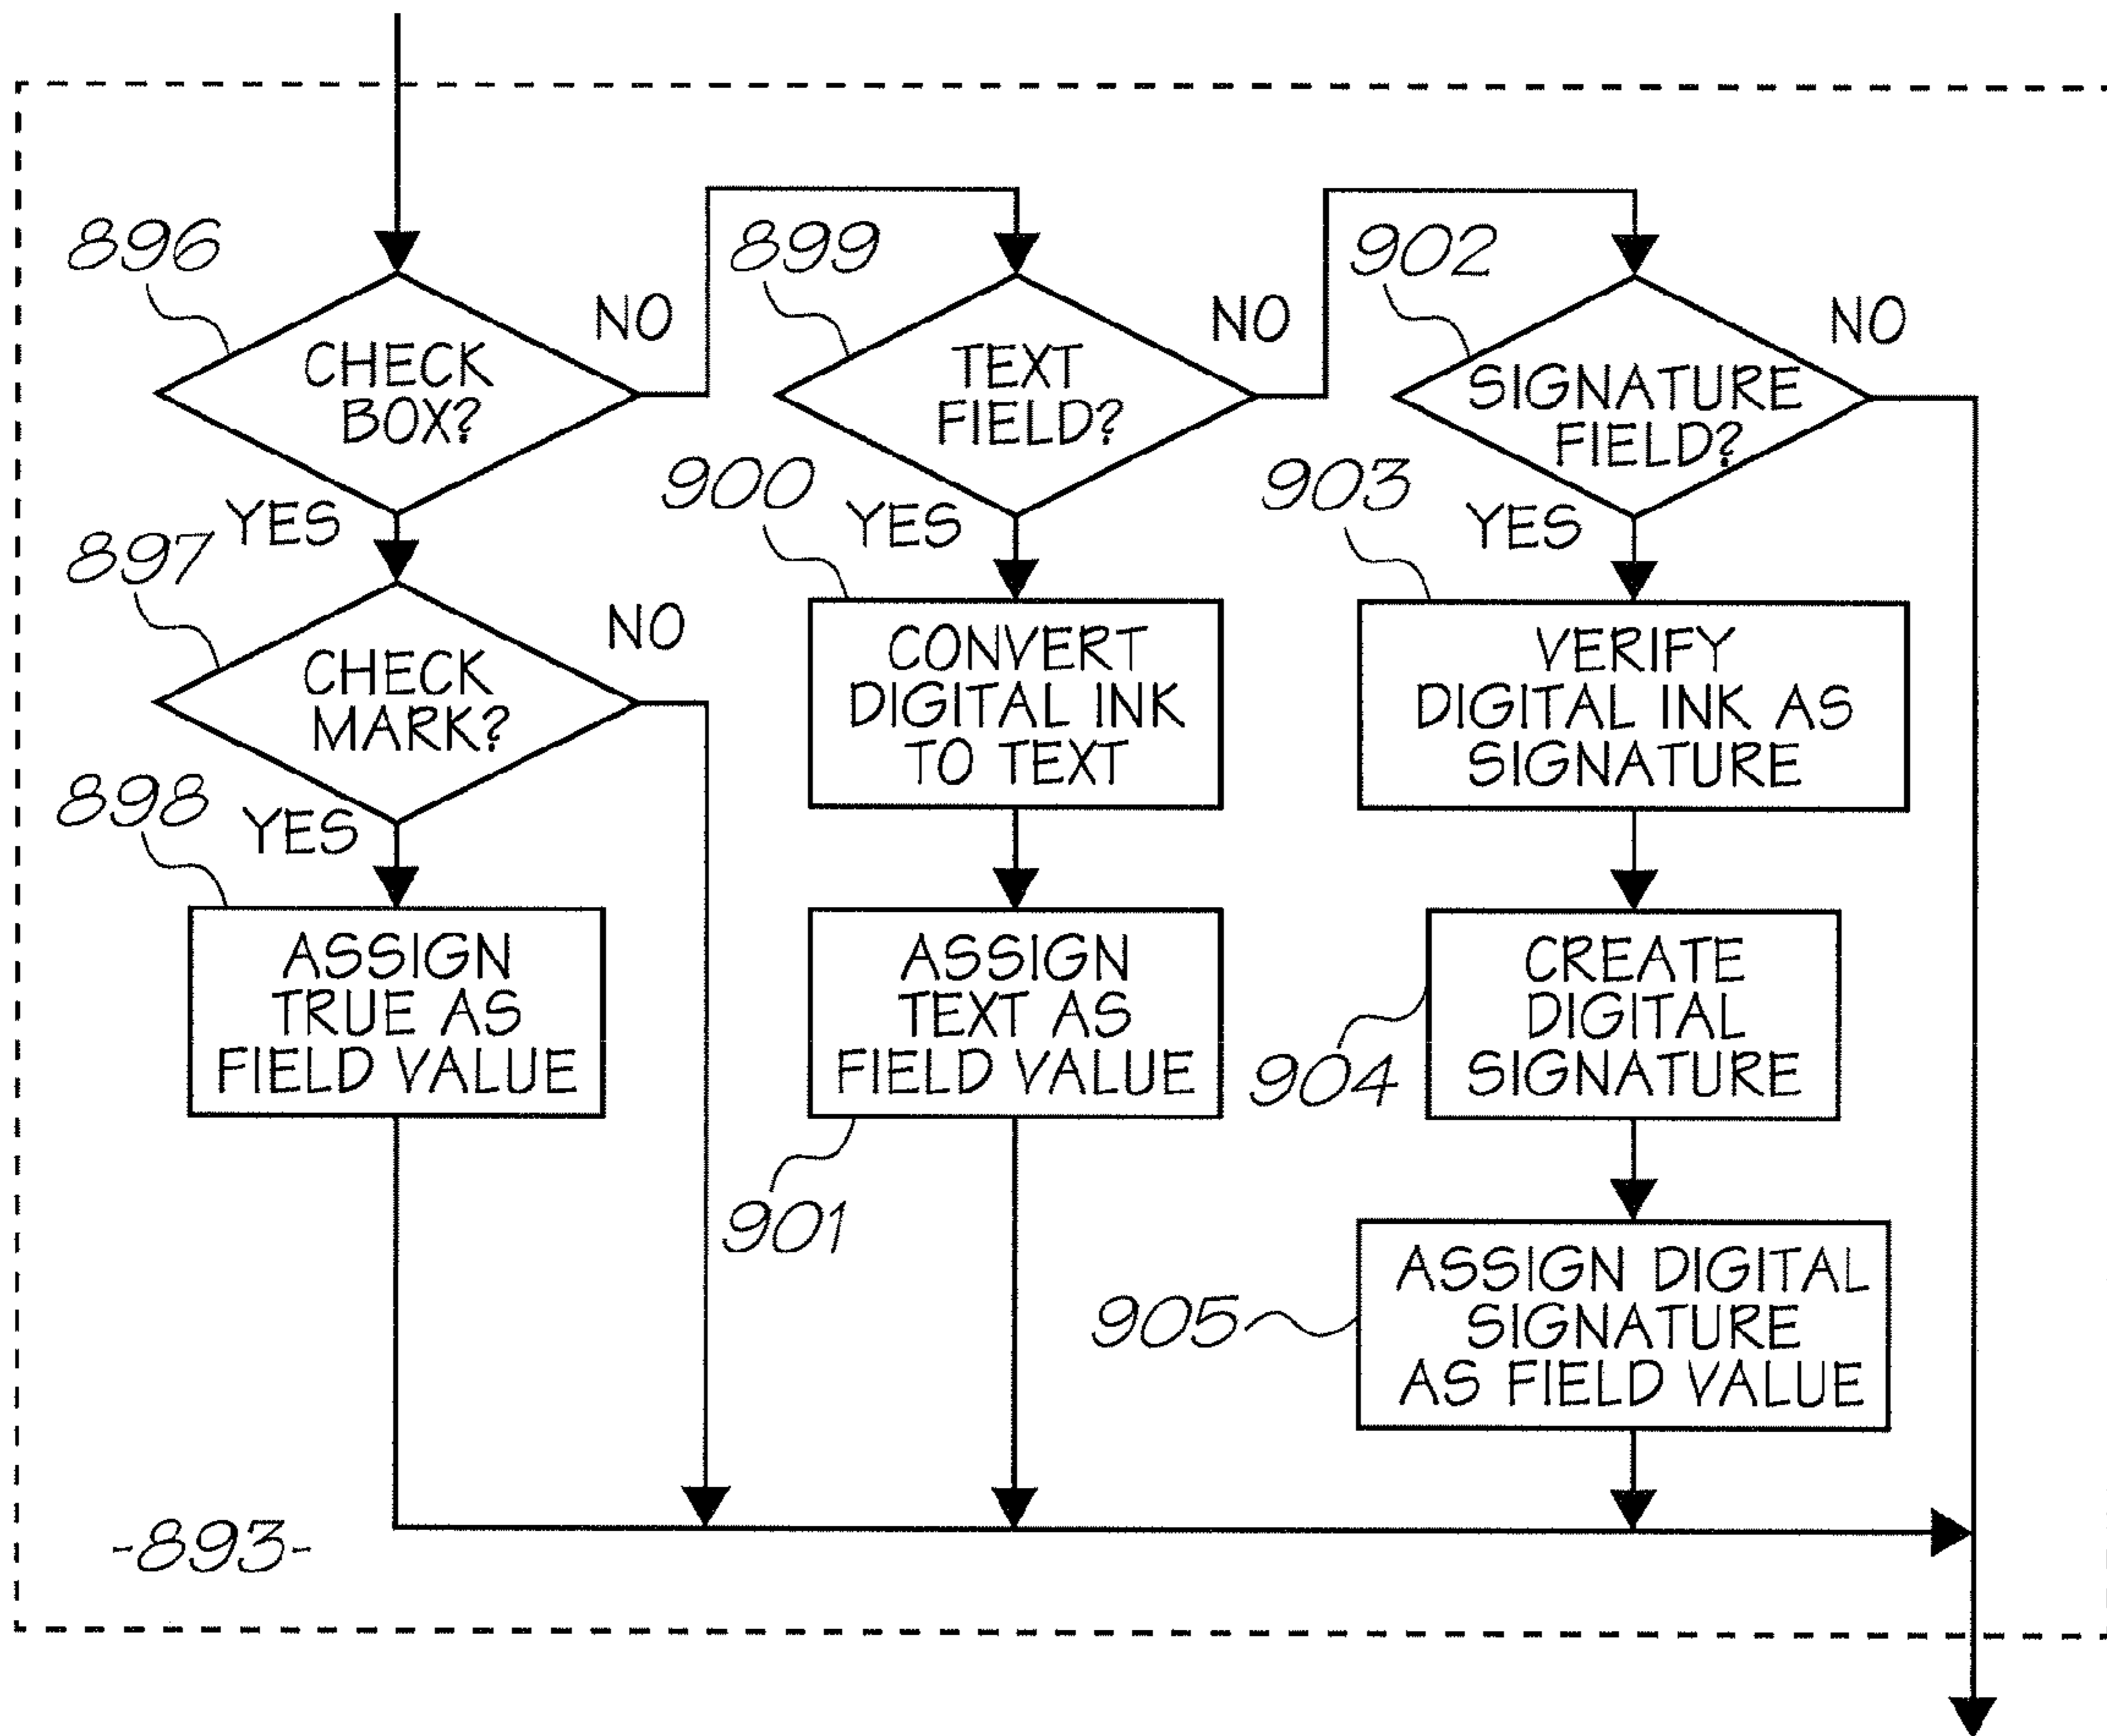 896
CHECK
BOX?
NO
YES
897
CHECK
MARK?
NO
YES
898
ASSIGN
TRUE AS
FIELD VALUE
899
TEXT
FIELD?
NO
YES
900
CONVERT
DIGITAL INK
TO TEXT
ASSIGN
TEXT AS
FIELD VALUE
901
902
SIGNATURE
FIELD?
NO
YES
903
VERIFY
DIGITAL INK AS
SIGNATURE
CREATE
DIGITAL
SIGNATURE
904
ASSIGN DIGITAL
SIGNATURE
AS FIELD VALUE
905
-893-